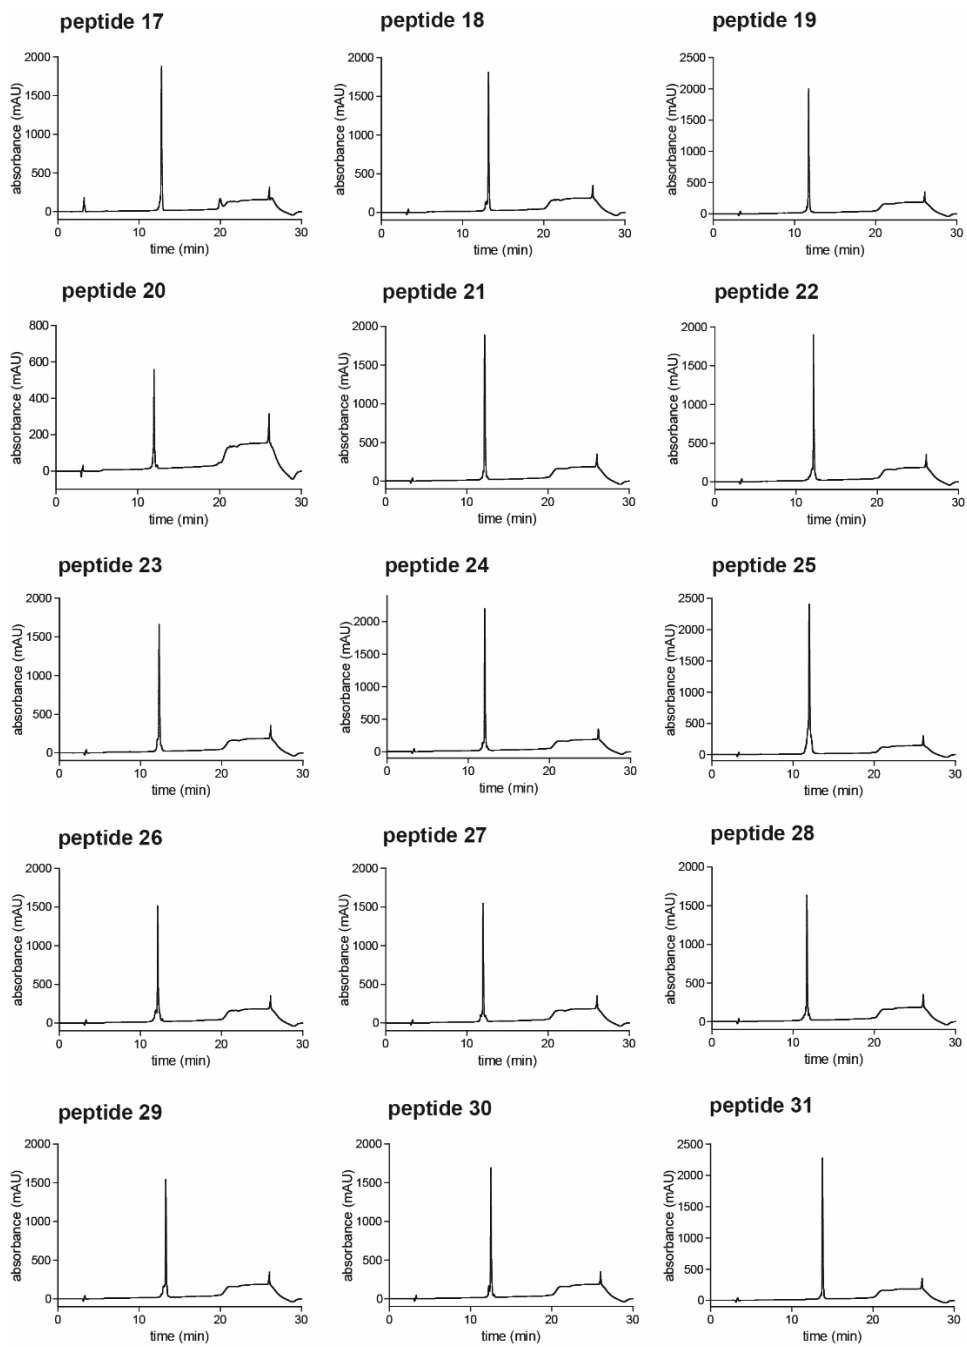 peptide 17
2000
1500
1000
500
0
absorbance (mAU)
0 10 20 30
time (min)
peptide 18
2000
1500
1000
500
0
absorbance (mAU)
0 10 20 30
time (min)
peptide 19
2500
2000
1500
1000
500
0
absorbance (mAU)
0 10 20 30
time (min)
peptide 20
800
600
400
200
0
absorbance (mAU)
0 10 20 30
time (min)
peptide 21
2000
1500
1000
500
0
absorbance (mAU)
0 10 20 30
time (min)
peptide 22
2000
1500
1000
500
0
absorbance (mAU)
0 10 20 30
time (min)
peptide 23
2000
1500
1000
500
0
absorbance (mAU)
0 10 20 30
time (min)
peptide 24
2000
1500
1000
500
0
absorbance (mAU)
0 10 20 30
time (min)
peptide 25
2500
2000
1500
1000
500
0
absorbance (mAU)
0 10 20 30
time (min)
peptide 26
2000
1500
1000
500
0
absorbance (mAU)
0 10 20 30
time (min)
peptide 27
2000
1500
1000
500
0
absorbance (mAU)
0 10 20 30
time (min)
peptide 28
2000
1500
1000
500
0
absorbance (mAU)
0 10 20 30
time (min)
peptide 29
2000
1500
1000
500
0
absorbance (mAU)
0 10 20 30
time (min)
peptide 30
2000
1500
1000
500
0
absorbance (mAU)
0 10 20 30
time (min)
peptide 31
2500
2000
1500
1000
500
0
absorbance (mAU)
0 10 20 30
time (min)